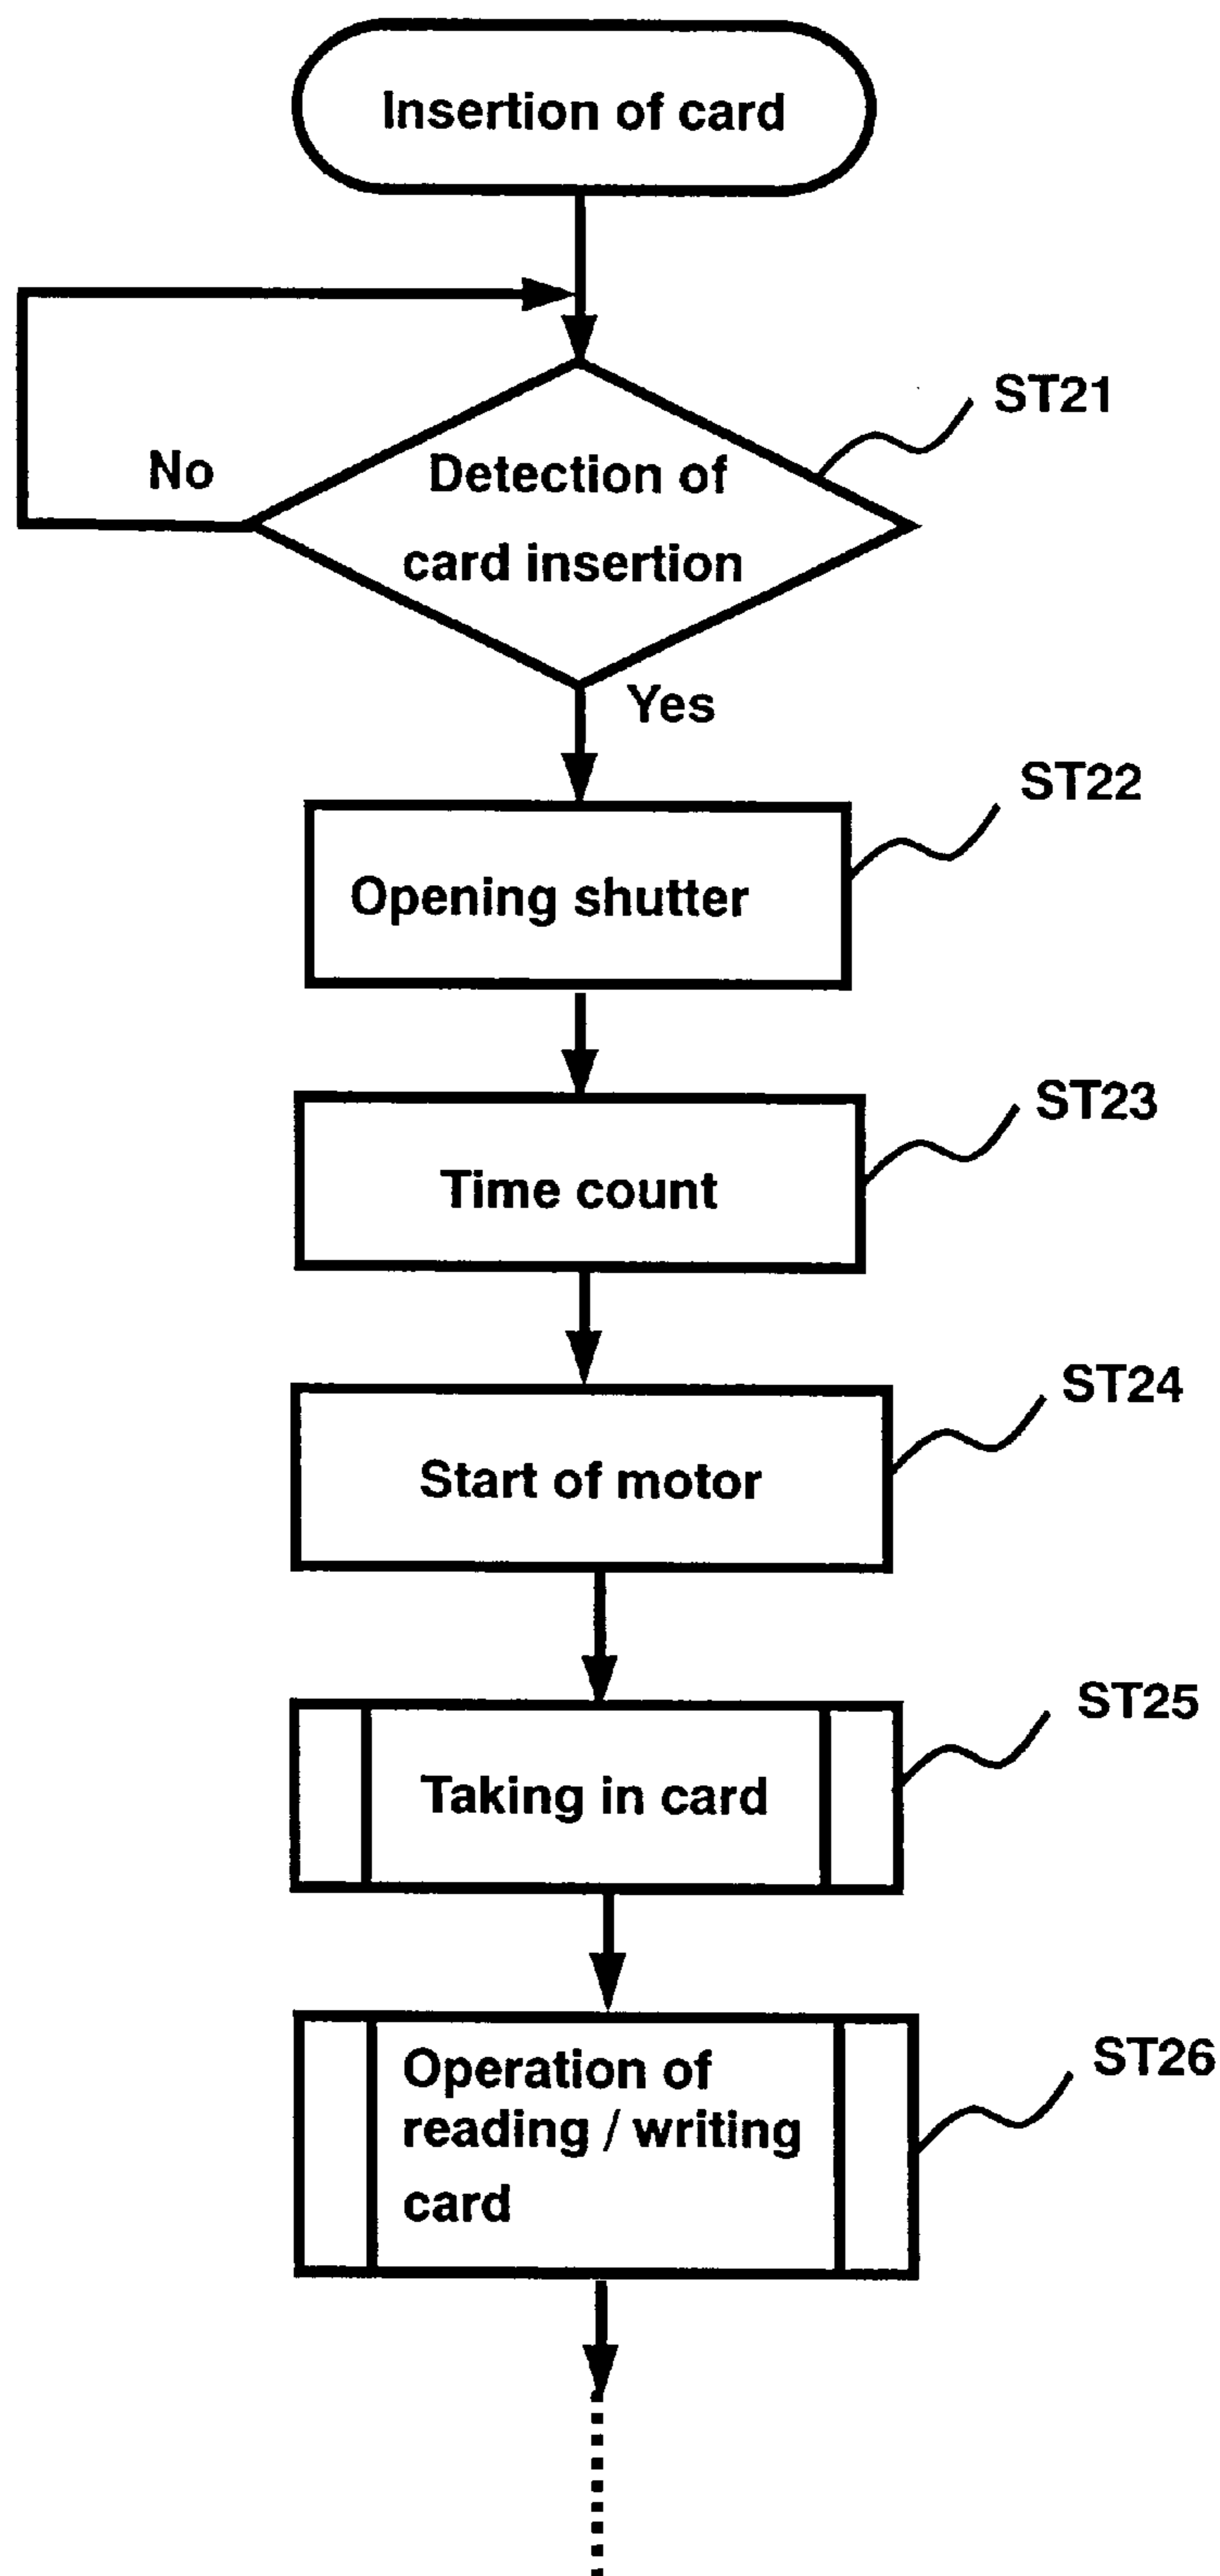 Insertion of card
ST21
No
Detection of
card insertion
Yes
ST22
Opening shutter
ST23
Time count
ST24
Start of motor
ST25
Taking in card
ST26
Operation of
reading / writing
card